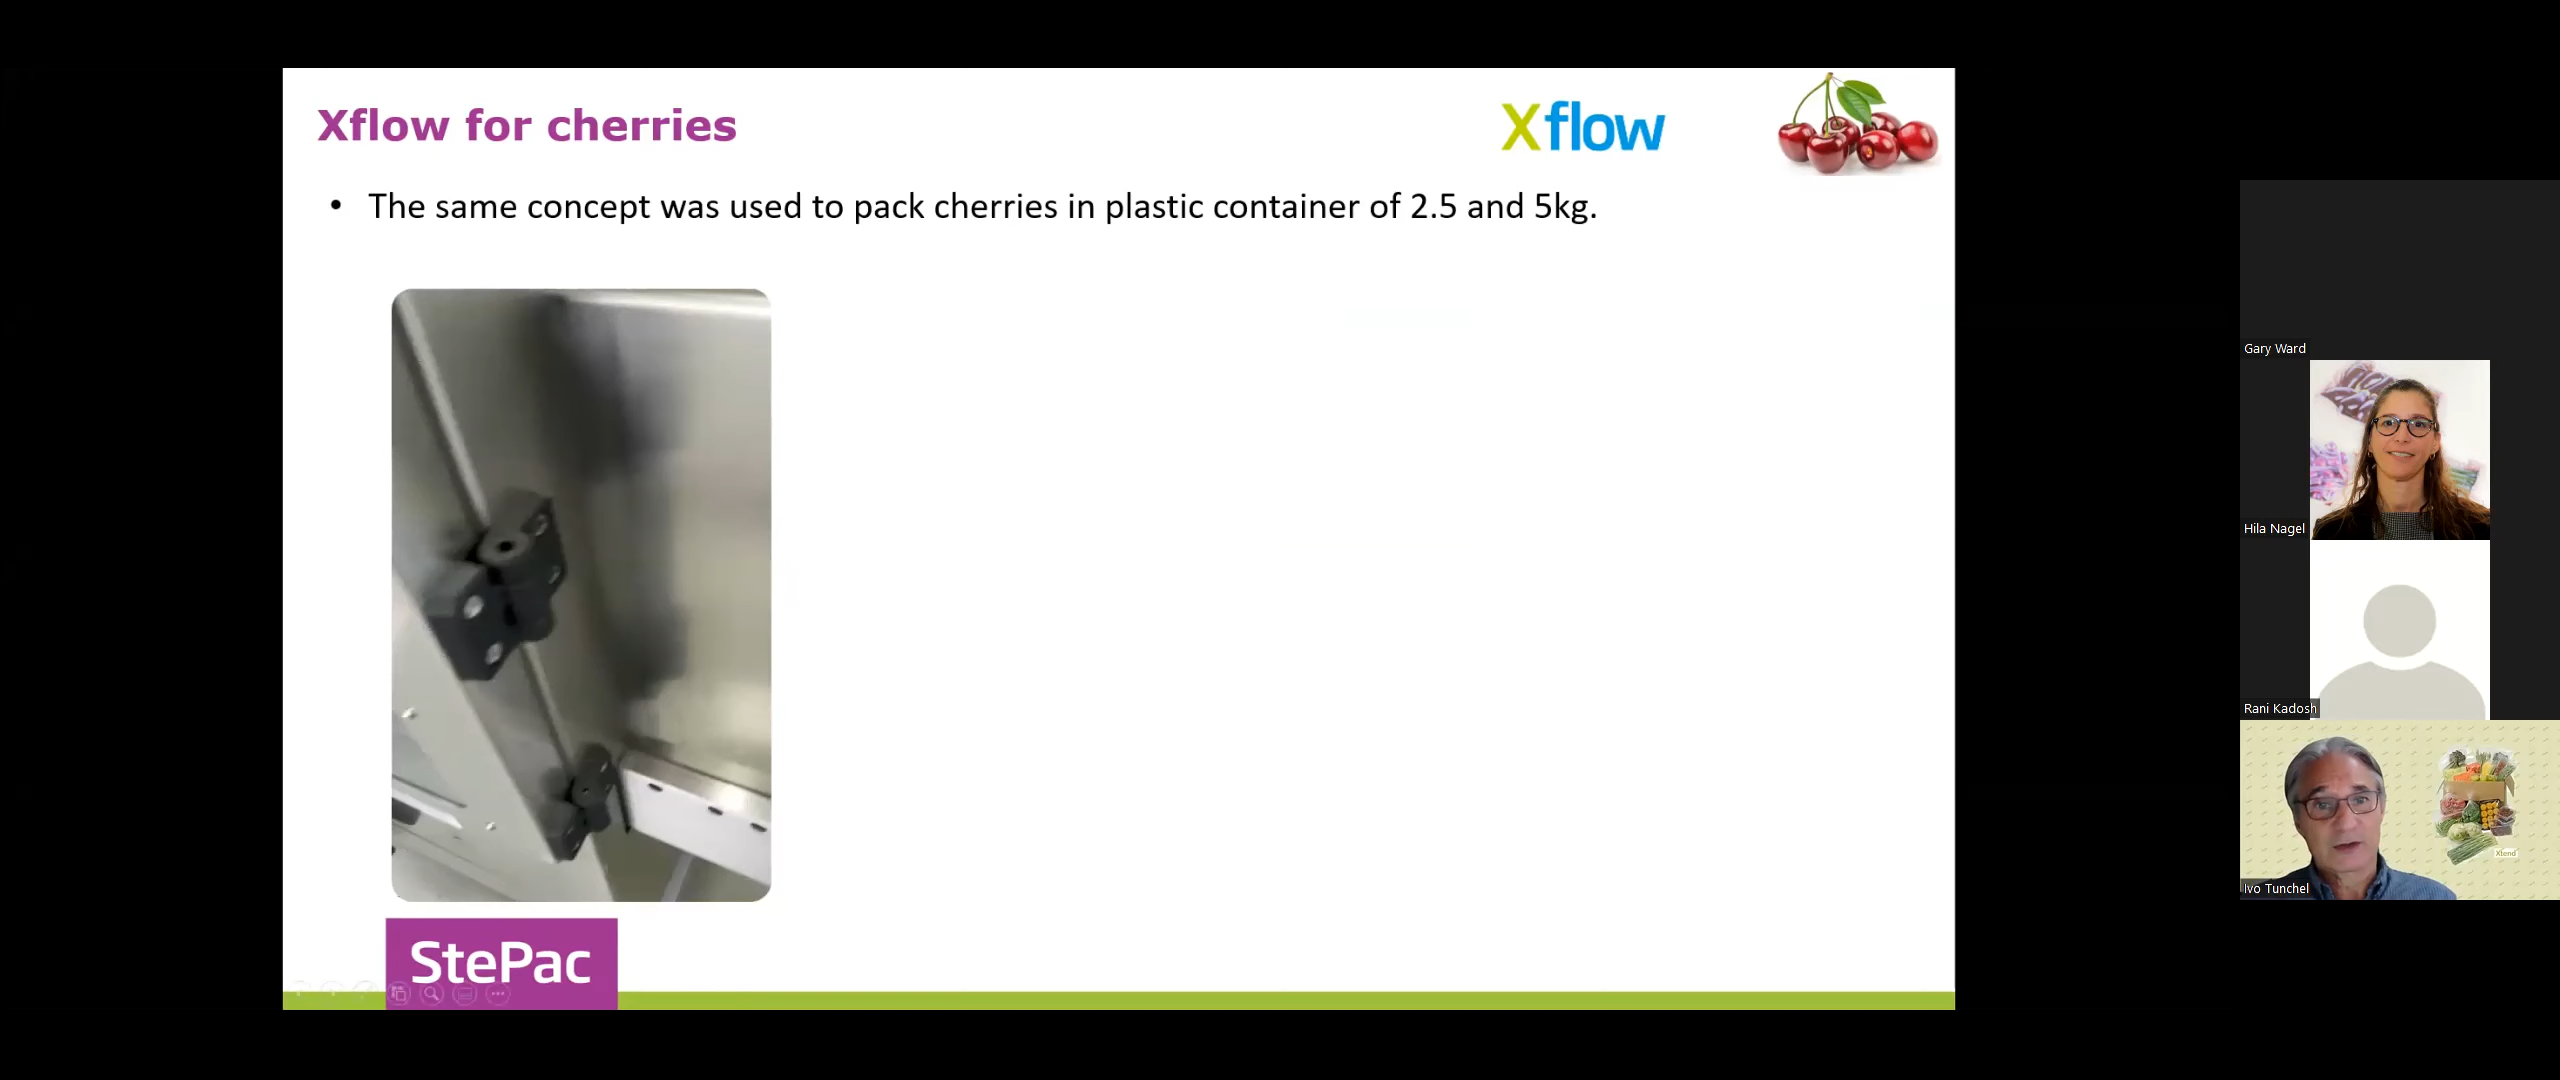 Xflow for cherries
Xflow
• The same concept was used to pack cherries in plastic container of 2.5 and 5kg.
StePac
Gary Ward
Hila Nagel
Rani Kadosh
Xtend
Ivo Tunchel